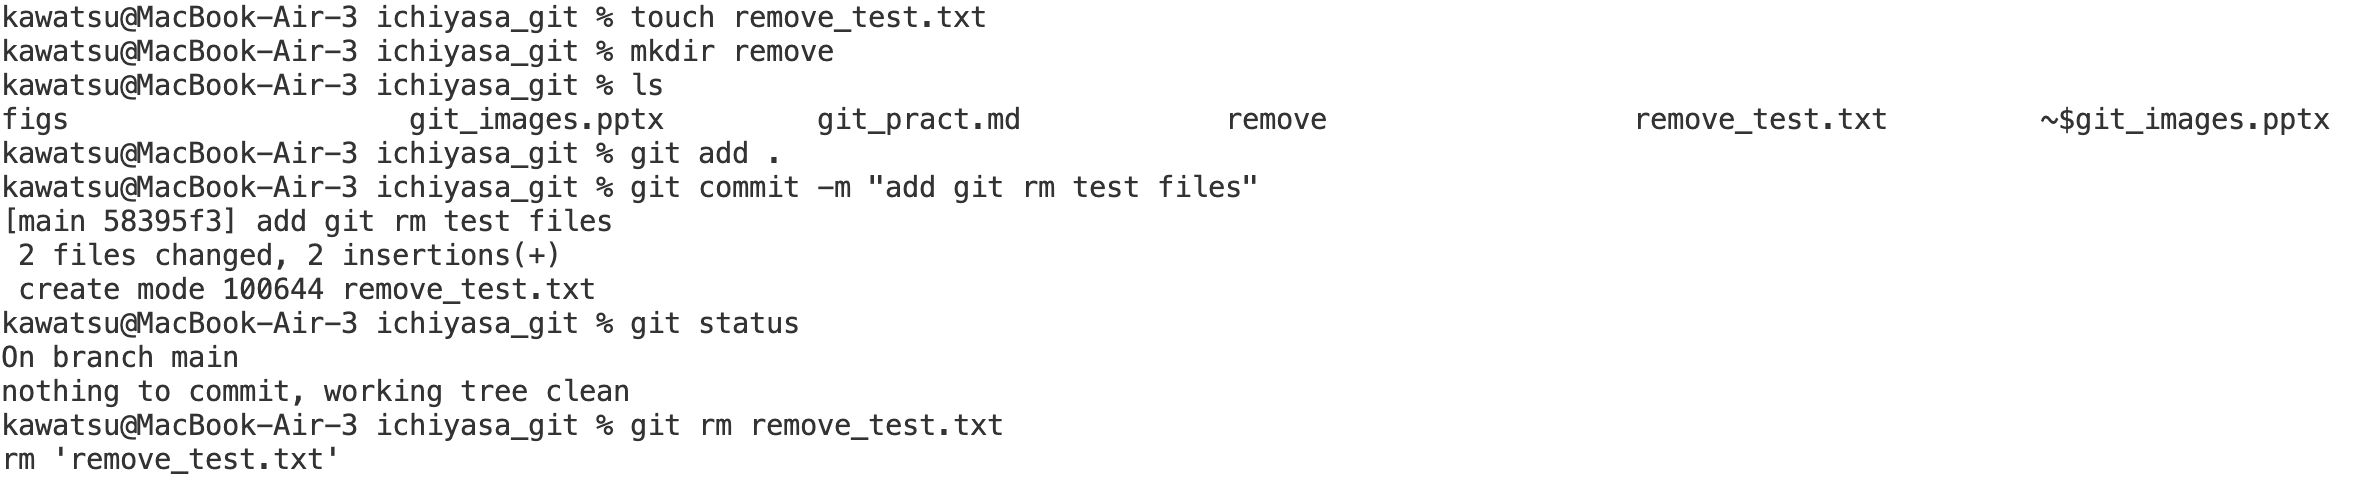 kawatsu@MacBook-Air-3 ichiyasa_git % touch remove_test.txt
kawatsu@MacBook-Air-3 ichiyasa_git % mkdir remove
kawatsu@MacBook-Air-3 ichiyasa_git % ls
figs git_images.pptx git_pract.md remove remove_test.txt ~$git_images.pptx
kawatsu@MacBook-Air-3 ichiyasa_git % git add .
kawatsu@MacBook-Air-3 ichiyasa_git % git commit -m "add git rm test files"
[main 58395f3] add git rm test files
 2 files changed, 2 insertions(+)
 create mode 100644 remove_test.txt
kawatsu@MacBook-Air-3 ichiyasa_git % git status
On branch main
nothing to commit, working tree clean
kawatsu@MacBook-Air-3 ichiyasa_git % git rm remove_test.txt
rm 'remove_test.txt'